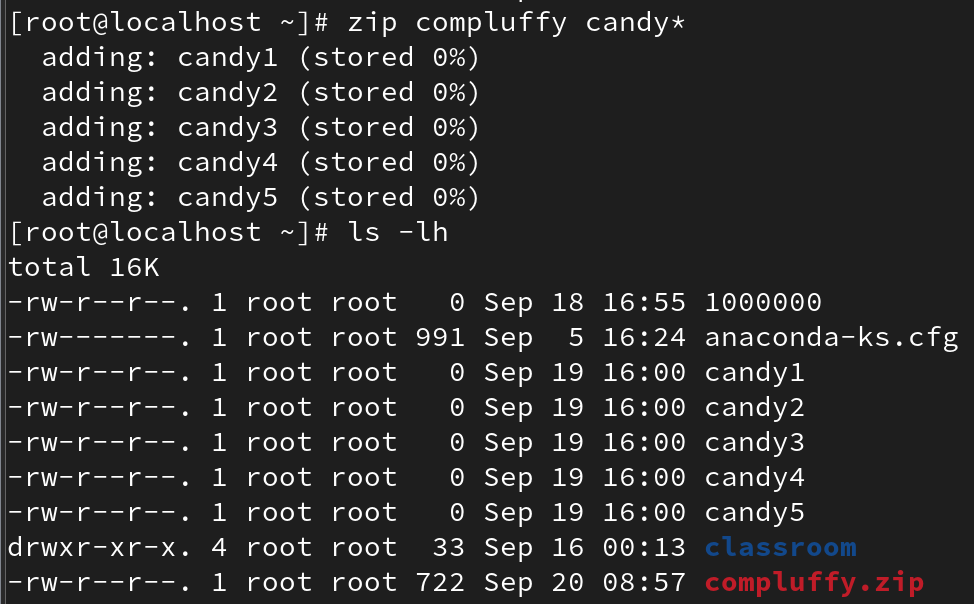 [root@localhost ~]# zip compluffy candy*
  adding: candy1 (stored 0%)
  adding: candy2 (stored 0%)
  adding: candy3 (stored 0%)
  adding: candy4 (stored 0%)
  adding: candy5 (stored 0%)
[root@localhost ~]# ls -lh
total 16K
-rw-r--r--. 1 root root   0 Sep 18 16:55 1000000
-rw-------. 1 root root 991 Sep  5 16:24 anaconda-ks.cfg
-rw-r--r--. 1 root root   0 Sep 19 16:00 candy1
-rw-r--r--. 1 root root   0 Sep 19 16:00 candy2
-rw-r--r--. 1 root root   0 Sep 19 16:00 candy3
-rw-r--r--. 1 root root   0 Sep 19 16:00 candy4
-rw-r--r--. 1 root root   0 Sep 19 16:00 candy5
drwxr-xr-x. 4 root root  33 Sep 16 00:13 classroom
-rw-r--r--. 1 root root 722 Sep 20 08:57 compluffy.zip